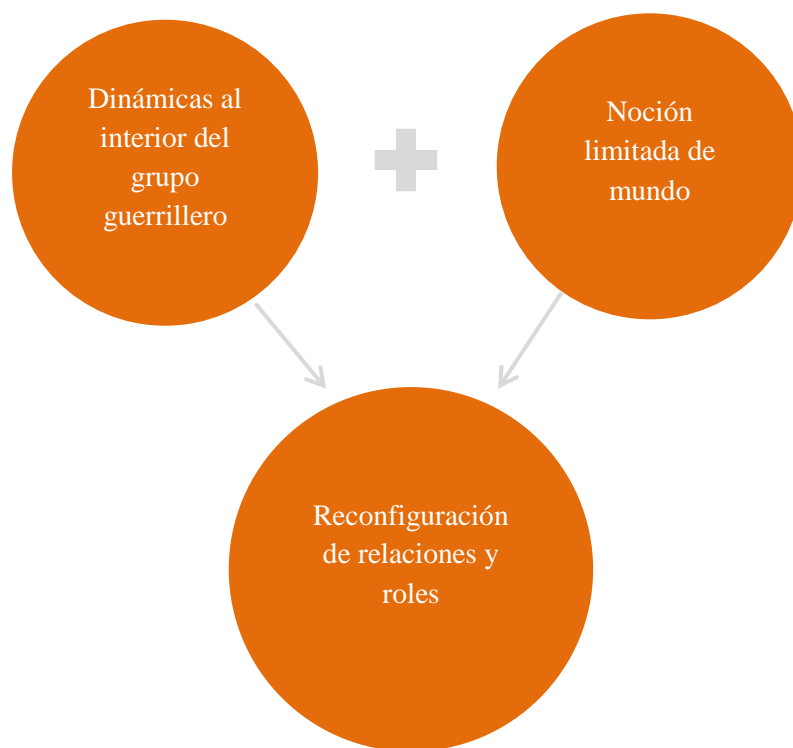 Dinámicas al
interior del
grupo
guerrillero
Noción
limitada de
mundo
Reconfiguración
de relaciones y
roles